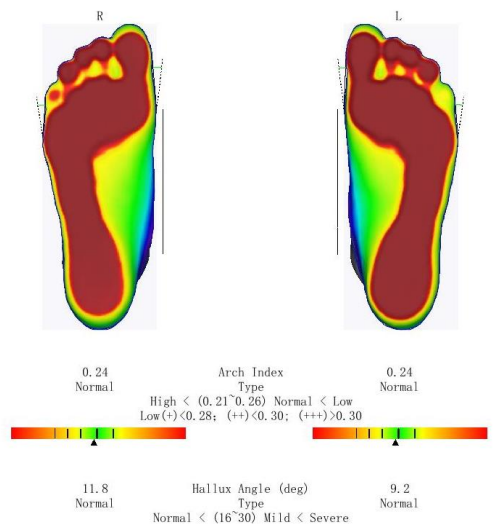 R L
0.24 Arch Index 0.24
Normal Type Normal
High < (0.21~0.26) Normal < Low
Low(+)<0.28; (++)<0.30; (+++)>0.30
11.8 Hallux Angle (deg) 9.2
Normal Type Normal
Normal < (16~30) Mild < Severe